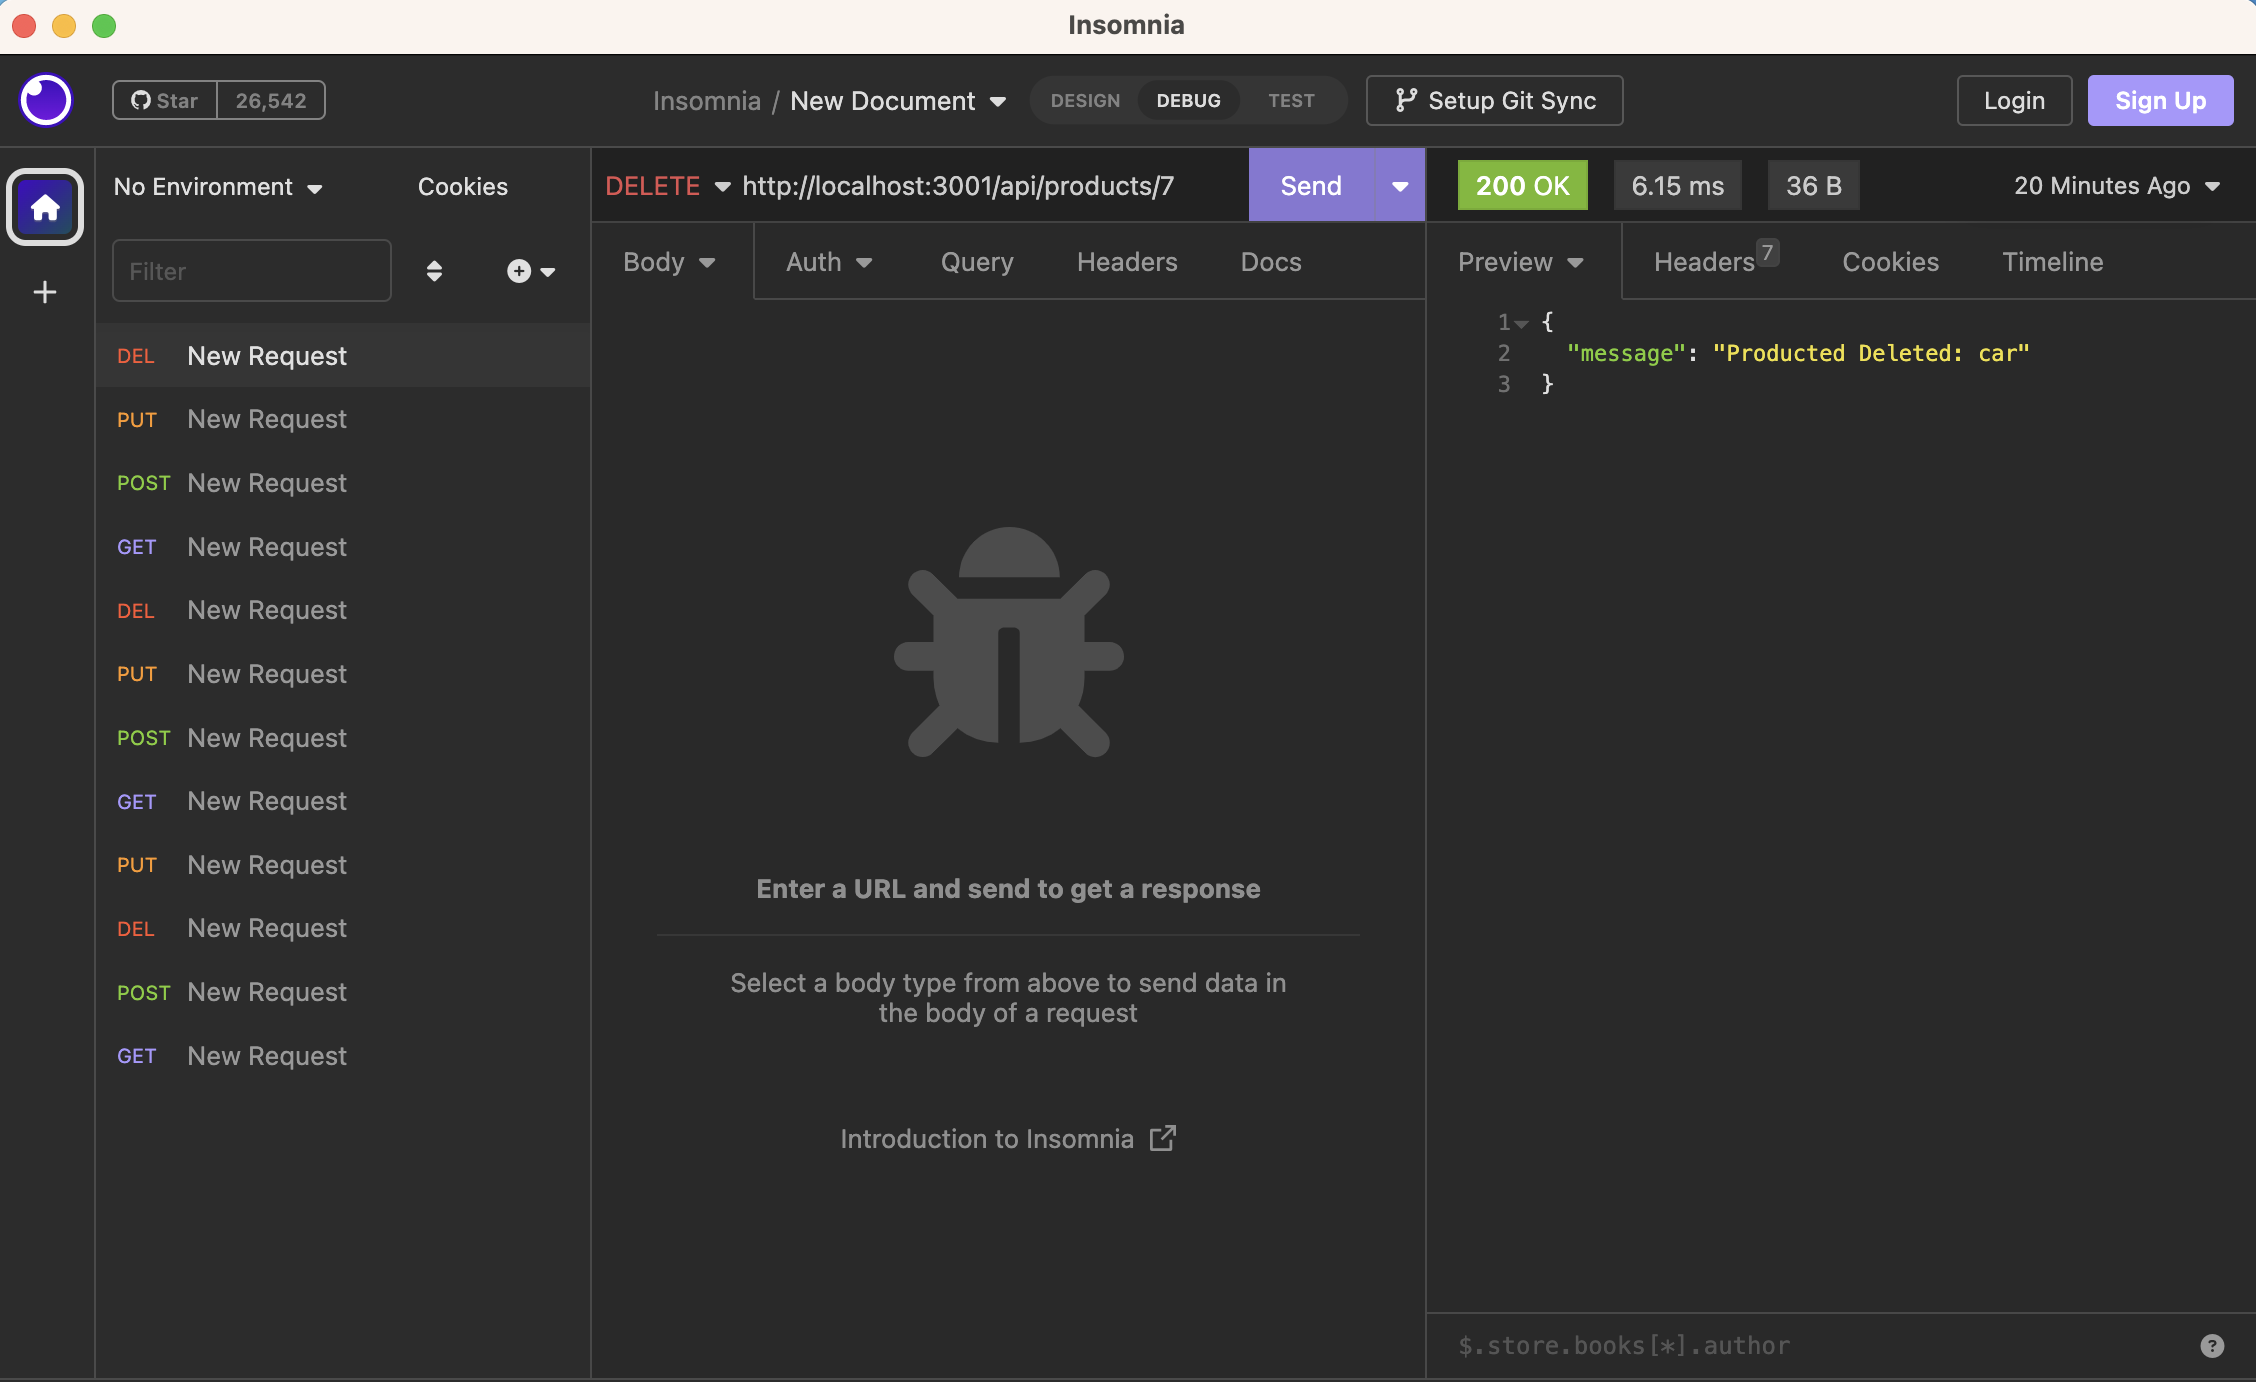 Insomnia
Star 26,542
Insomnia / New Document
DESIGN DEBUG TEST
Setup Git Sync
Login
Sign Up
No Environment
Cookies
Filter
DEL New Request
PUT New Request
POST New Request
GET New Request
DEL New Request
PUT New Request
POST New Request
GET New Request
PUT New Request
DEL New Request
POST New Request
GET New Request
DELETE http://localhost:3001/api/products/7 Send
Body Auth Query Headers Docs
Enter a URL and send to get a response
Select a body type from above to send data in
the body of a request
Introduction to Insomnia
200 OK 6.15 ms 36 B 20 Minutes Ago
Preview Headers 7 Cookies Timeline
1 {
2 "message": "Producted Deleted: car"
3 }
$.store.books[*].author ?